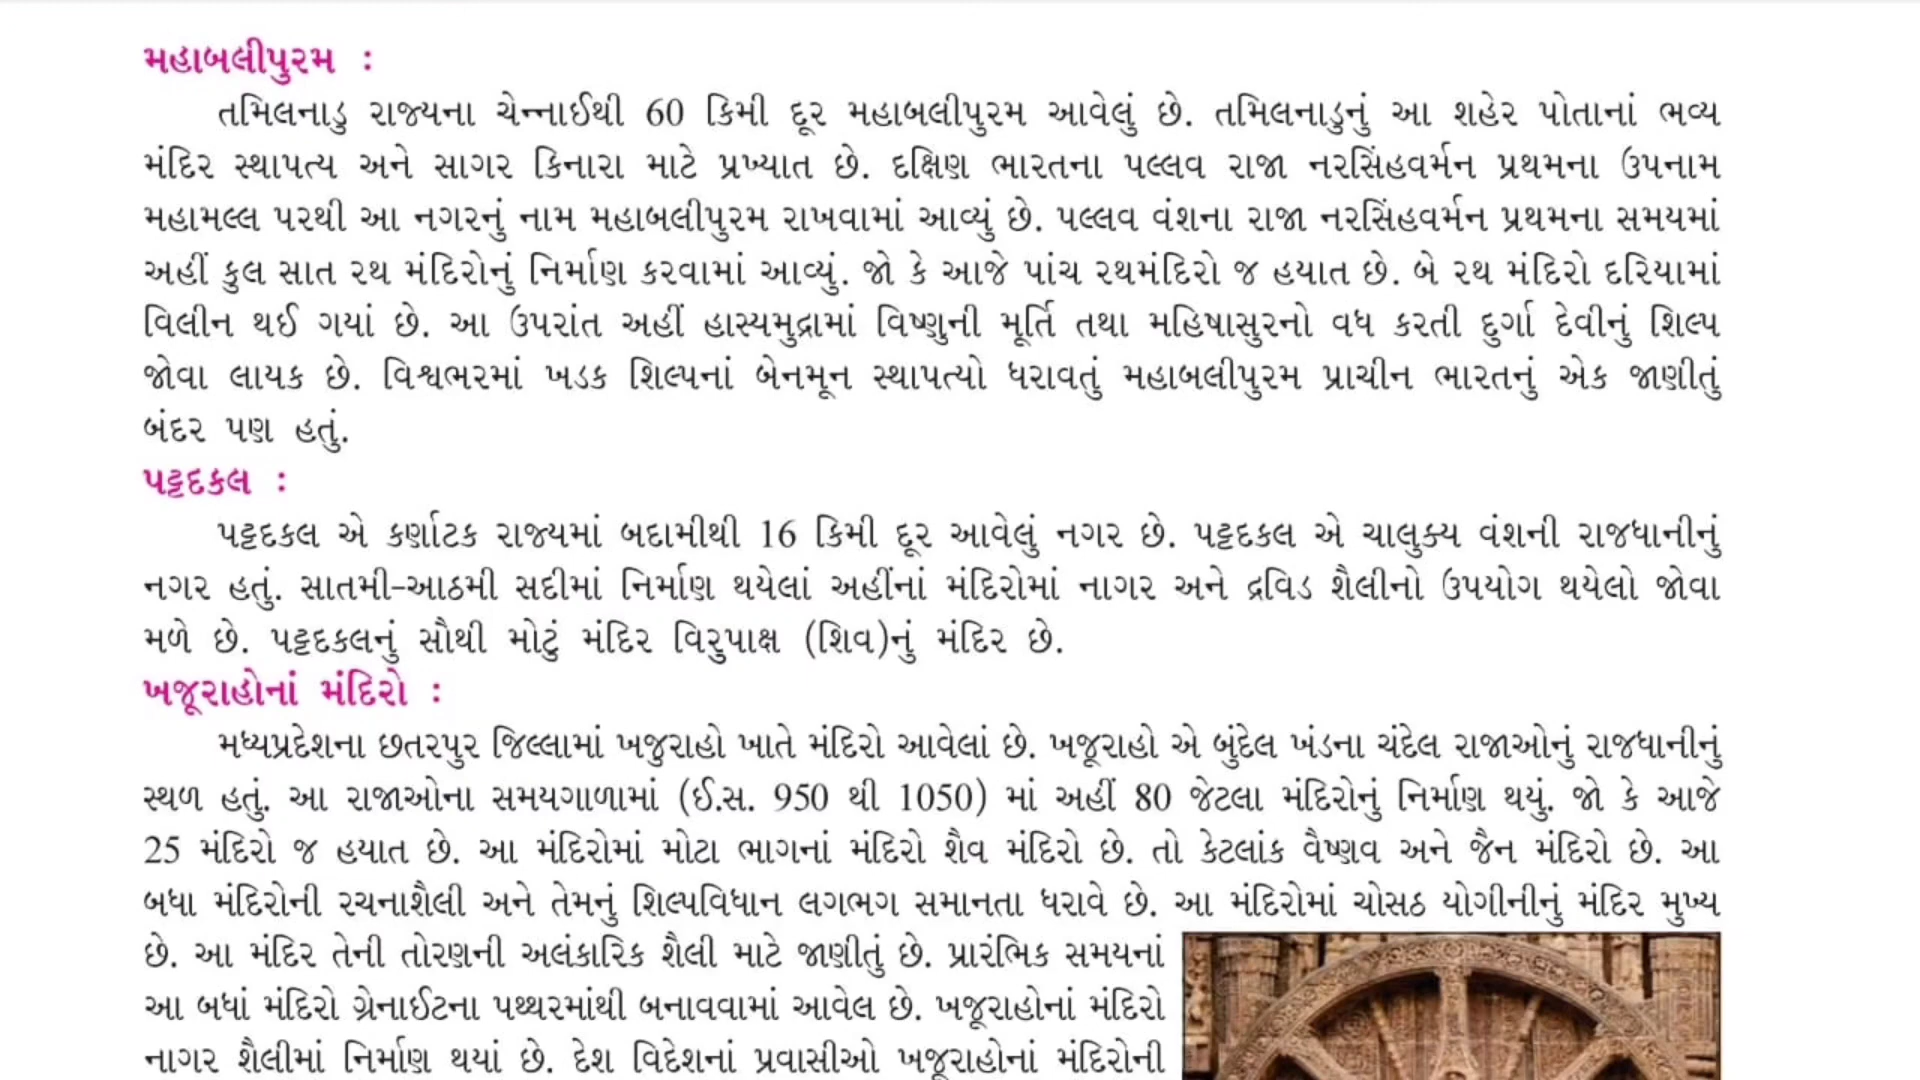 મહાબલીપુરમ :
તમિલનાડુ રાજ્યના ચેન્નાઈથી 60 કિમી દૂર મહાબલીપુરમ આવેલું છે. તમિલનાડુનું આ શહેર પોતાનાં ભવ્ય
મંદિર સ્થાપત્ય અને સાગર કિનારા માટે પ્રખ્યાત છે. દક્ષિણ ભારતના પલ્લવ રાજા નરસિંહવર્મન પ્રથમના ઉપનામ
મહામલ્લ પરથી આ નગરનું નામ મહાબલીપુરમ રાખવામાં આવ્યું છે. પલ્લવ વંશના રાજા નરસિંહવર્મન પ્રથમના સમયમાં
અહીં કુલ સાત રથ મંદિરોનું નિર્માણ કરવામાં આવ્યું. જો કે આજે પાંચ રથમંદિરો જ હયાત છે. બે રથ મંદિરો દરિયામાં
વિલીન થઈ ગયાં છે. આ ઉપરાંત અહીં હાસ્યમુદ્રામાં વિષ્ણુની મૂર્તિ તથા મહિષાસુરનો વધ કરતી દુર્ગા દેવીનું શિલ્પ
જોવા લાયક છે. વિશ્વભરમાં ખડક શિલ્પનાં બેનમૂન સ્થાપત્યો ધરાવતું મહાબલીપુરમ પ્રાચીન ભારતનું એક જાણીતું
બંદર પણ હતું.
પટ્ટદકલ :
પટ્ટદકલ એ કર્ણાટક રાજ્યમાં બદામીથી 16 કિમી દૂર આવેલું નગર છે. પટ્ટદકલ એ ચાલુક્ય વંશની રાજધાનીનું
નગર હતું. સાતમી-આઠમી સદીમાં નિર્માણ થયેલાં અહીંનાં મંદિરોમાં નાગર અને દ્રવિડ શૈલીનો ઉપયોગ થયેલો જોવા
મળે છે. પટ્ટદકલનું સૌથી મોટું મંદિર વિરુપાક્ષ (શિવ)નું મંદિર છે.
ખજૂરાહોનાં મંદિરો :
મધ્યપ્રદેશના છતરપુર જિલ્લામાં ખજુરાહો ખાતે મંદિરો આવેલાં છે. ખજૂરાહો એ બુંદેલ ખંડના ચંદેલ રાજાઓનું રાજધાનીનું
સ્થળ હતું. આ રાજાઓના સમયગાળામાં (ઈ.સ. 950 થી 1050) માં અહીં 80 જેટલા મંદિરોનું નિર્માણ થયું. જો કે આજે
25 મંદિરો જ હયાત છે. આ મંદિરોમાં મોટા ભાગનાં મંદિરો શૈવ મંદિરો છે. તો કેટલાંક વૈષ્ણવ અને જૈન મંદિરો છે. આ
બધા મંદિરોની રચનાશૈલી અને તેમનું શિલ્પવિધાન લગભગ સમાનતા ધરાવે છે. આ મંદિરોમાં ચોસઠ યોગીનીનું મંદિર મુખ્ય
છે. આ મંદિર તેની તોરણની અલંકારિક શૈલી માટે જાણીતું છે. પ્રારંભિક સમયનાં
આ બધાં મંદિરો ગ્રેનાઈટના પથ્થરમાંથી બનાવવામાં આવેલ છે. ખજૂરાહોનાં મંદિરો
નાગર શૈલીમાં નિર્માણ થયાં છે. દેશ વિદેશનાં પ્રવાસીઓ ખજૂરાહોનાં મંદિરોની